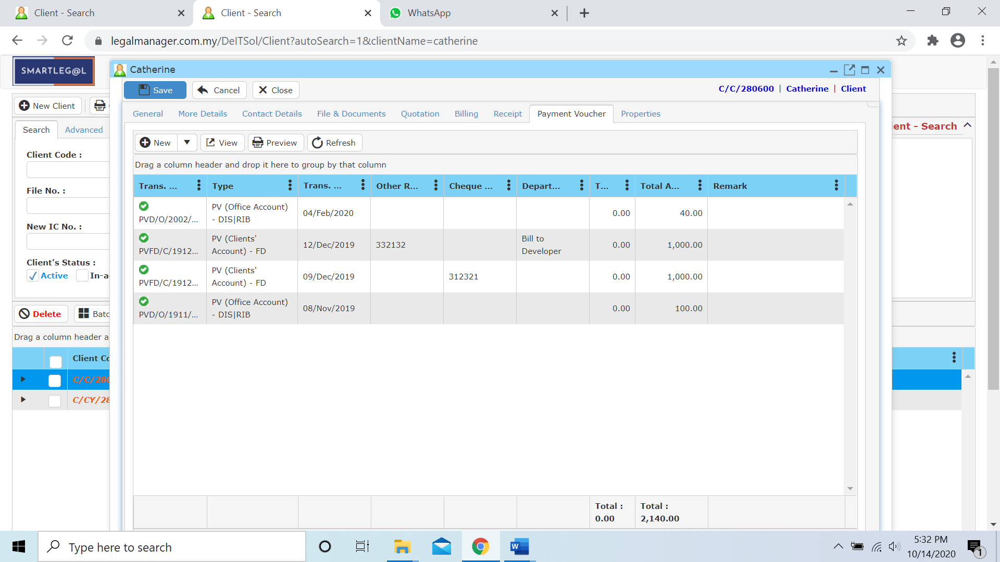 Client - Search
Client - Search
WhatsApp
legalmanager.com.my/DeITSol/Client?autoSearch=1&clientName=catherine
SMARTLEG@L
Catherine
Save
Cancel
Close
C/C/280600 | Catherine | Client
New Client
General
More Details
Contact Details
File & Documents
Quotation
Billing
Receipt
Payment Voucher
Properties
Search
Advanced
ent - Search
New
View
Preview
Refresh
Client Code :
Drag a column header and drop it here to group by that column
Trans. ...
Type
Trans. ...
Other R...
Cheque ...
Depart...
T...
Total A...
Remark
File No. :
PVD/O/2002/...
PV (Office Account)
- DIS|RIB
04/Feb/2020
0.00
40.00
New IC No. :
PVFD/C/1912...
PV (Clients'
Account) - FD
12/Dec/2019
332132
Bill to
Developer
0.00
1,000.00
Client's Status :
Active
In-a
PVFD/C/1912...
PV (Clients'
Account) - FD
09/Dec/2019
312321
0.00
1,000.00
PVD/O/1911/...
PV (Office Account)
- DIS|RIB
08/Nov/2019
0.00
100.00
Delete
Batc
Drag a column header a
Client Co
C/C/280
C/CY/28
Total :
0.00
Total :
2,140.00
Type here to search
5:32 PM
10/14/2020
1